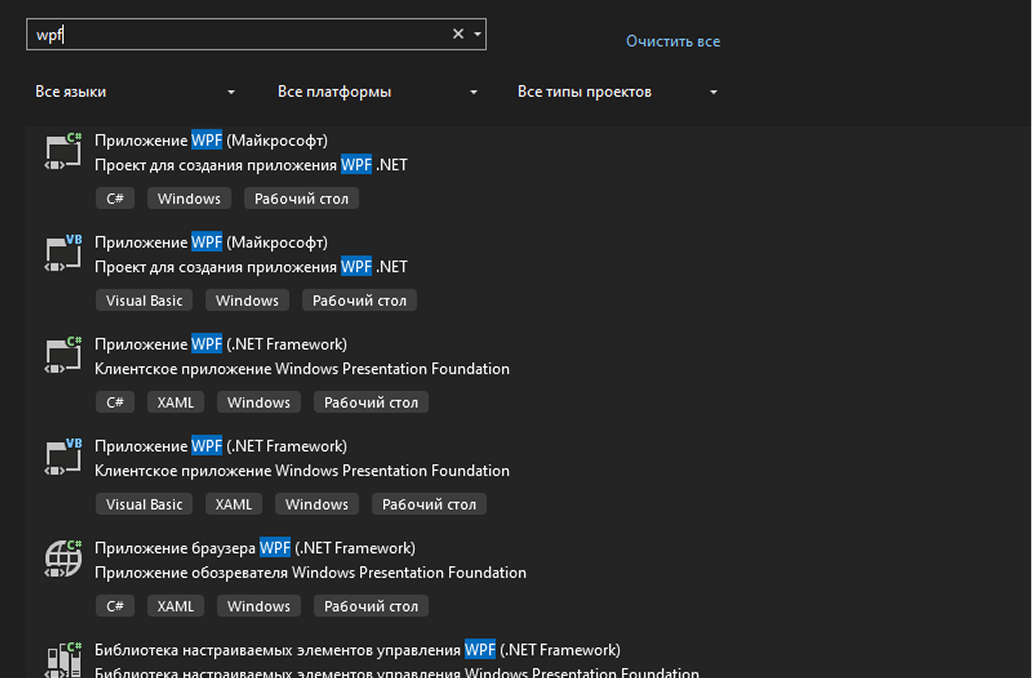 wpf
Очистить все
Все языки Все платформы Все типы проектов
C#
Приложение WPF (Майкрософт)
Проект для создания приложения WPF .NET
C# Windows Рабочий стол
VB
Приложение WPF (Майкрософт)
Проект для создания приложения WPF .NET
Visual Basic Windows Рабочий стол
C#
Приложение WPF (.NET Framework)
Клиентское приложение Windows Presentation Foundation
C# XAML Windows Рабочий стол
VB
Приложение WPF (.NET Framework)
Клиентское приложение Windows Presentation Foundation
Visual Basic XAML Windows Рабочий стол
C#
Приложение браузера WPF (.NET Framework)
Приложение обозревателя Windows Presentation Foundation
C# XAML Windows Рабочий стол
C#
Библиотека настраиваемых элементов управления WPF (.NET Framework)
Библиотека настраиваемых элементов управления Windows Presentation Foundation